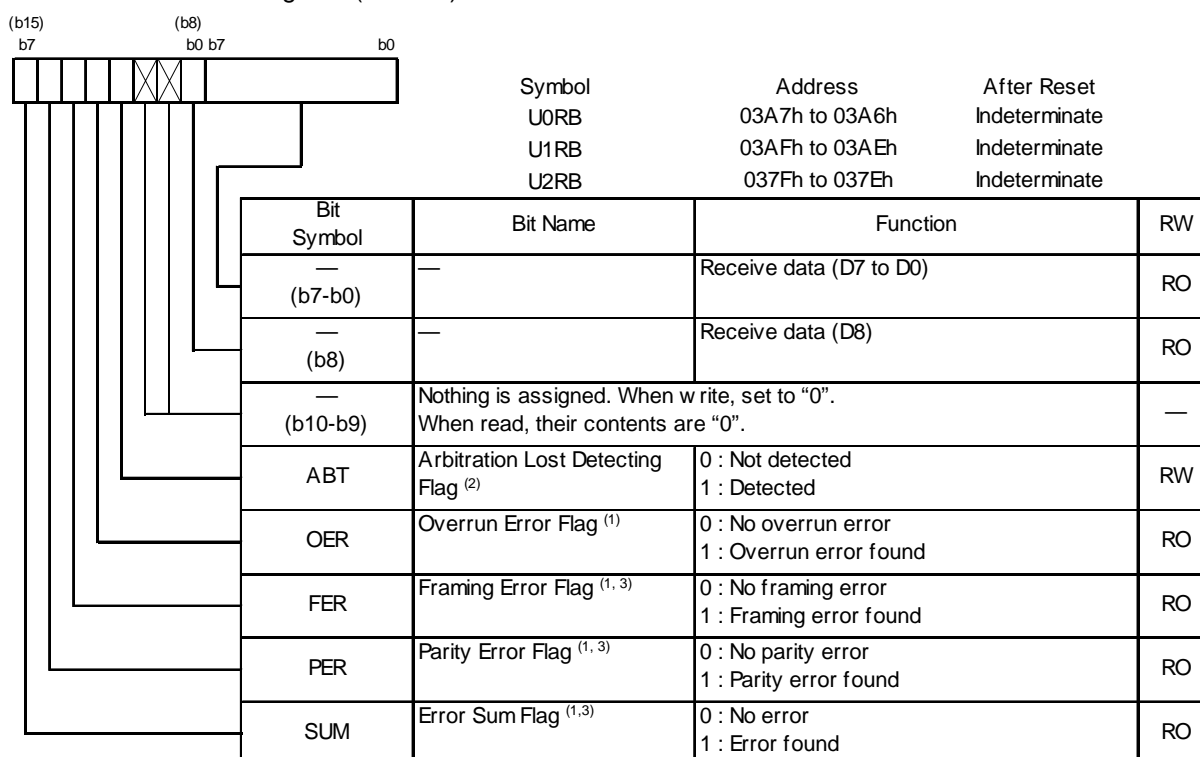 (b15) (b8)
b7 b0 b7 b0
Symbol Address After Reset
U0RB 03A7h to 03A6h Indeterminate
U1RB 03AFh to 03AEh Indeterminate
U2RB 037Fh to 037Eh Indeterminate
Bit Symbol Bit Name Function RW
— (b7-b0) — Receive data (D7 to D0) RO
— (b8) — Receive data (D8) RO
— (b10-b9) Nothing is assigned. When write, set to “0”.
When read, their contents are “0”. —
ABT Arbitration Lost Detecting Flag (2) 0 : Not detected
1 : Detected RW
OER Overrun Error Flag (1) 0 : No overrun error
1 : Overrun error found RO
FER Framing Error Flag (1, 3) 0 : No framing error
1 : Framing error found RO
PER Parity Error Flag (1, 3) 0 : No parity error
1 : Parity error found RO
SUM Error Sum Flag (1,3) 0 : No error
1 : Error found RO